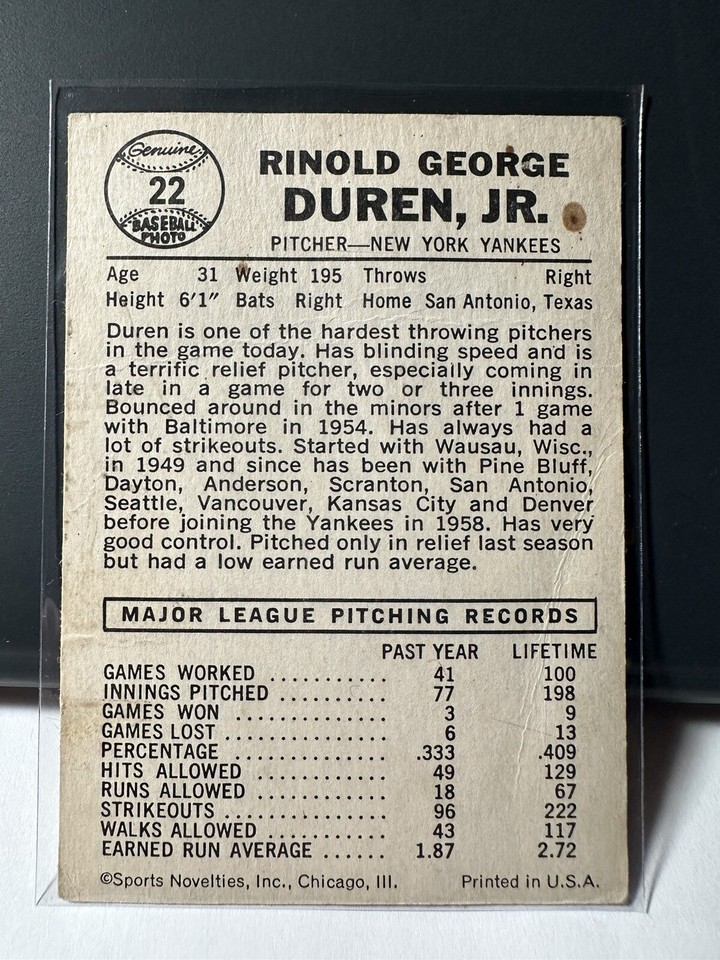 Genuine
22
BASEBALL
PHOTO
RINOLD GEORGE
DUREN, JR.
PITCHER—NEW YORK YANKEES
Age 31 Weight 195 Throws Right
Height 6'1" Bats Right Home San Antonio, Texas
Duren is one of the hardest throwing pitchers
in the game today. Has blinding speed and is
a terrific relief pitcher, especially coming in
late in a game for two or three innings.
Bounced around in the minors after 1 game
with Baltimore in 1954. Has always had a
lot of strikeouts. Started with Wausau, Wisc.,
in 1949 and since has been with Pine Bluff,
Dayton, Anderson, Scranton, San Antonio,
Seattle, Vancouver, Kansas City and Denver
before joining the Yankees in 1958. Has very
good control. Pitched only in relief last season
but had a low earned run average.
MAJOR LEAGUE PITCHING RECORDS
PAST YEAR LIFETIME
GAMES WORKED ........... 41 100
INNINGS PITCHED .......... 77 198
GAMES WON .............. 3 9
GAMES LOST ............... 6 13
PERCENTAGE ............... .333 .409
HITS ALLOWED ............ 49 129
RUNS ALLOWED ............ 18 67
STRIKEOUTS ............... 96 222
WALKS ALLOWED ........... 43 117
EARNED RUN AVERAGE ...... 1.87 2.72
©Sports Novelties, Inc., Chicago, Ill. Printed in U.S.A.